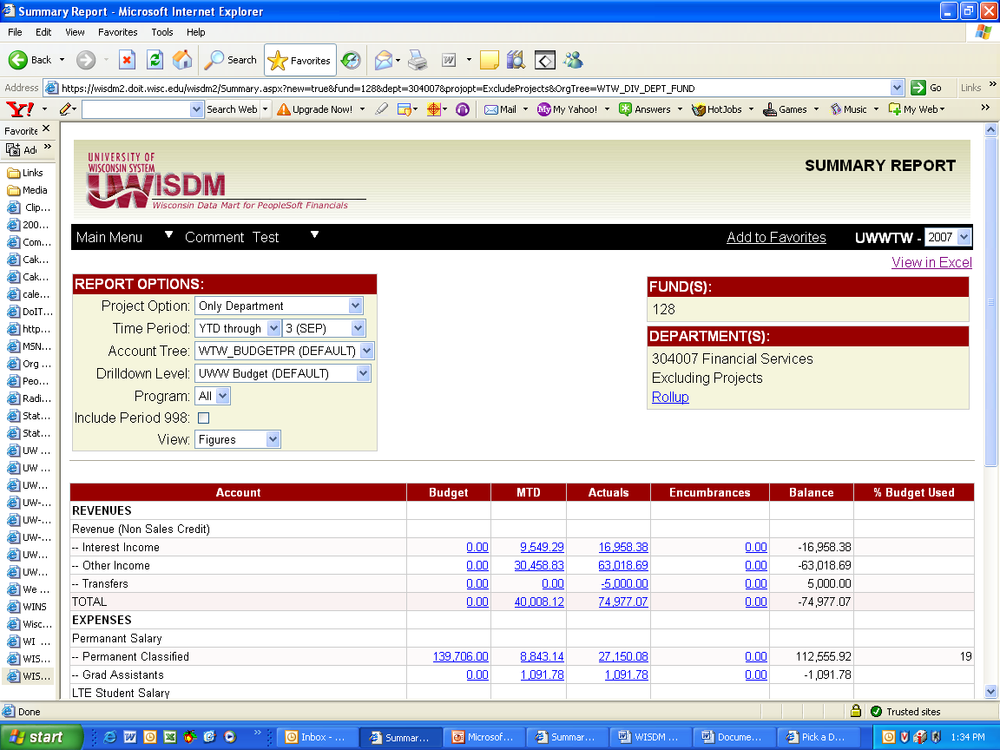 Summary Report - Microsoft Internet Explorer
File Edit View Favorites Tools Help
Back Search Favorites
Address https://wisdm2.doit.wisc.edu/wisdm2/Summary.aspx?new=true&fund=128&dept=304007&projopt=ExcludeProjects&OrgTree=WTW_DIV_DEPT_FUND Go Links »
Y! Search Web Upgrade Now! Mail My Yahoo! Answers HotJobs Games Music My Web »
Favorite
Ad »
Links
Media
Clip...
200...
Com...
Cak...
Cak...
cale...
DoIT...
http...
MSN...
Org ...
Peo...
Radi...
Stat...
Stat...
UW ...
UW ...
UW...
UW-...
UW-...
UW-...
UW...
UW...
We ...
WINS
Wisc...
WI ...
WIS...
WIS...
UNIVERSITY OF
WISCONSIN SYSTEM
UWISDM
Wisconsin Data Mart for PeopleSoft Financials
SUMMARY REPORT
Main Menu Comment Test Add to Favorites UWWTW - 2007
View in Excel
REPORT OPTIONS:
Project Option: Only Department
Time Period: YTD through 3 (SEP)
Account Tree: WTW_BUDGETPR (DEFAULT)
Drilldown Level: UWW Budget (DEFAULT)
Program: All
Include Period 998:
View: Figures
FUND(S):
128
DEPARTMENT(S):
304007 Financial Services
Excluding Projects
Rollup
Account Budget MTD Actuals Encumbrances Balance % Budget Used
REVENUES
Revenue (Non Sales Credit)
-- Interest Income 0.00 9,549.29 16,958.38 0.00 -16,958.38
-- Other Income 0.00 30,458.83 63,018.69 0.00 -63,018.69
-- Transfers 0.00 0.00 -5,000.00 0.00 5,000.00
TOTAL 0.00 40,008.12 74,977.07 0.00 -74,977.07
EXPENSES
Permanant Salary
-- Permanent Classified 139,706.00 8,843.14 27,150.08 0.00 112,555.92 19
-- Grad Assistants 0.00 1,091.78 1,091.78 0.00 -1,091.78
LTE Student Salary
Done Trusted sites
start » Inbox - ... Summar... Microsof... Summar... WISDM ... Docume... Pick a D... 1:34 PM